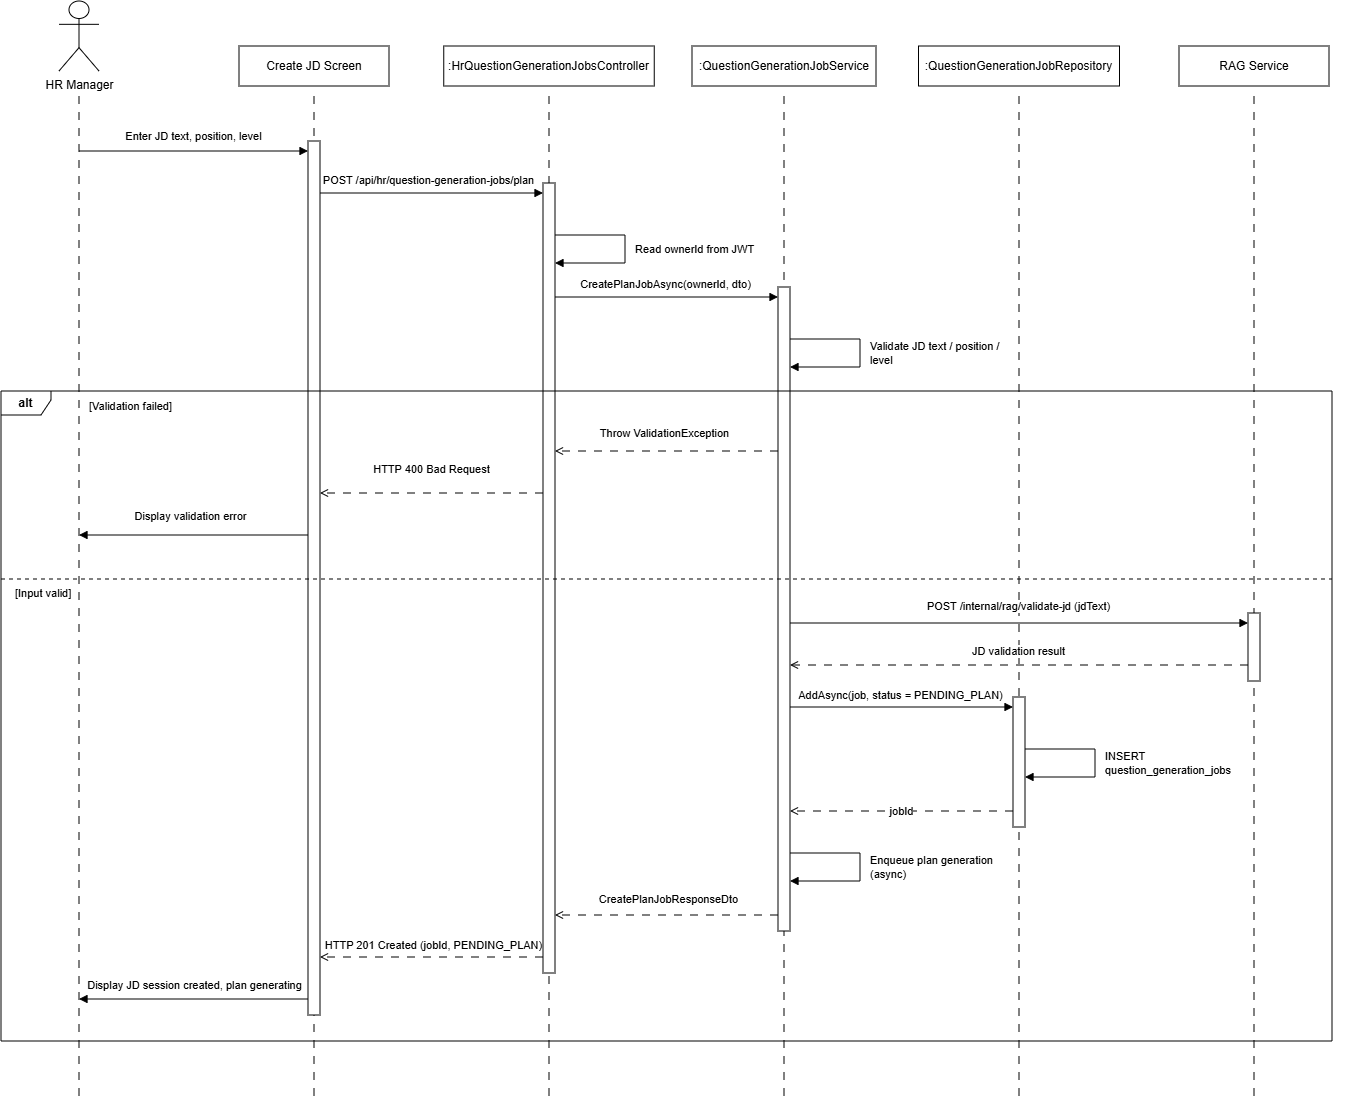 HR Manager
Create JD Screen
:HrQuestionGenerationJobsController
:QuestionGenerationJobService
:QuestionGenerationJobRepository
RAG Service
Enter JD text, position, level
POST /api/hr/question-generation-jobs/plan
Read ownerId from JWT
CreatePlanJobAsync(ownerId, dto)
Validate JD text / position /
level
alt
[Validation failed]
Throw ValidationException
HTTP 400 Bad Request
Display validation error
[Input valid]
POST /internal/rag/validate-jd (jdText)
JD validation result
AddAsync(job, status = PENDING_PLAN)
INSERT
question_generation_jobs
jobId
Enqueue plan generation
(async)
CreatePlanJobResponseDto
HTTP 201 Created (jobId, PENDING_PLAN)
Display JD session created, plan generating